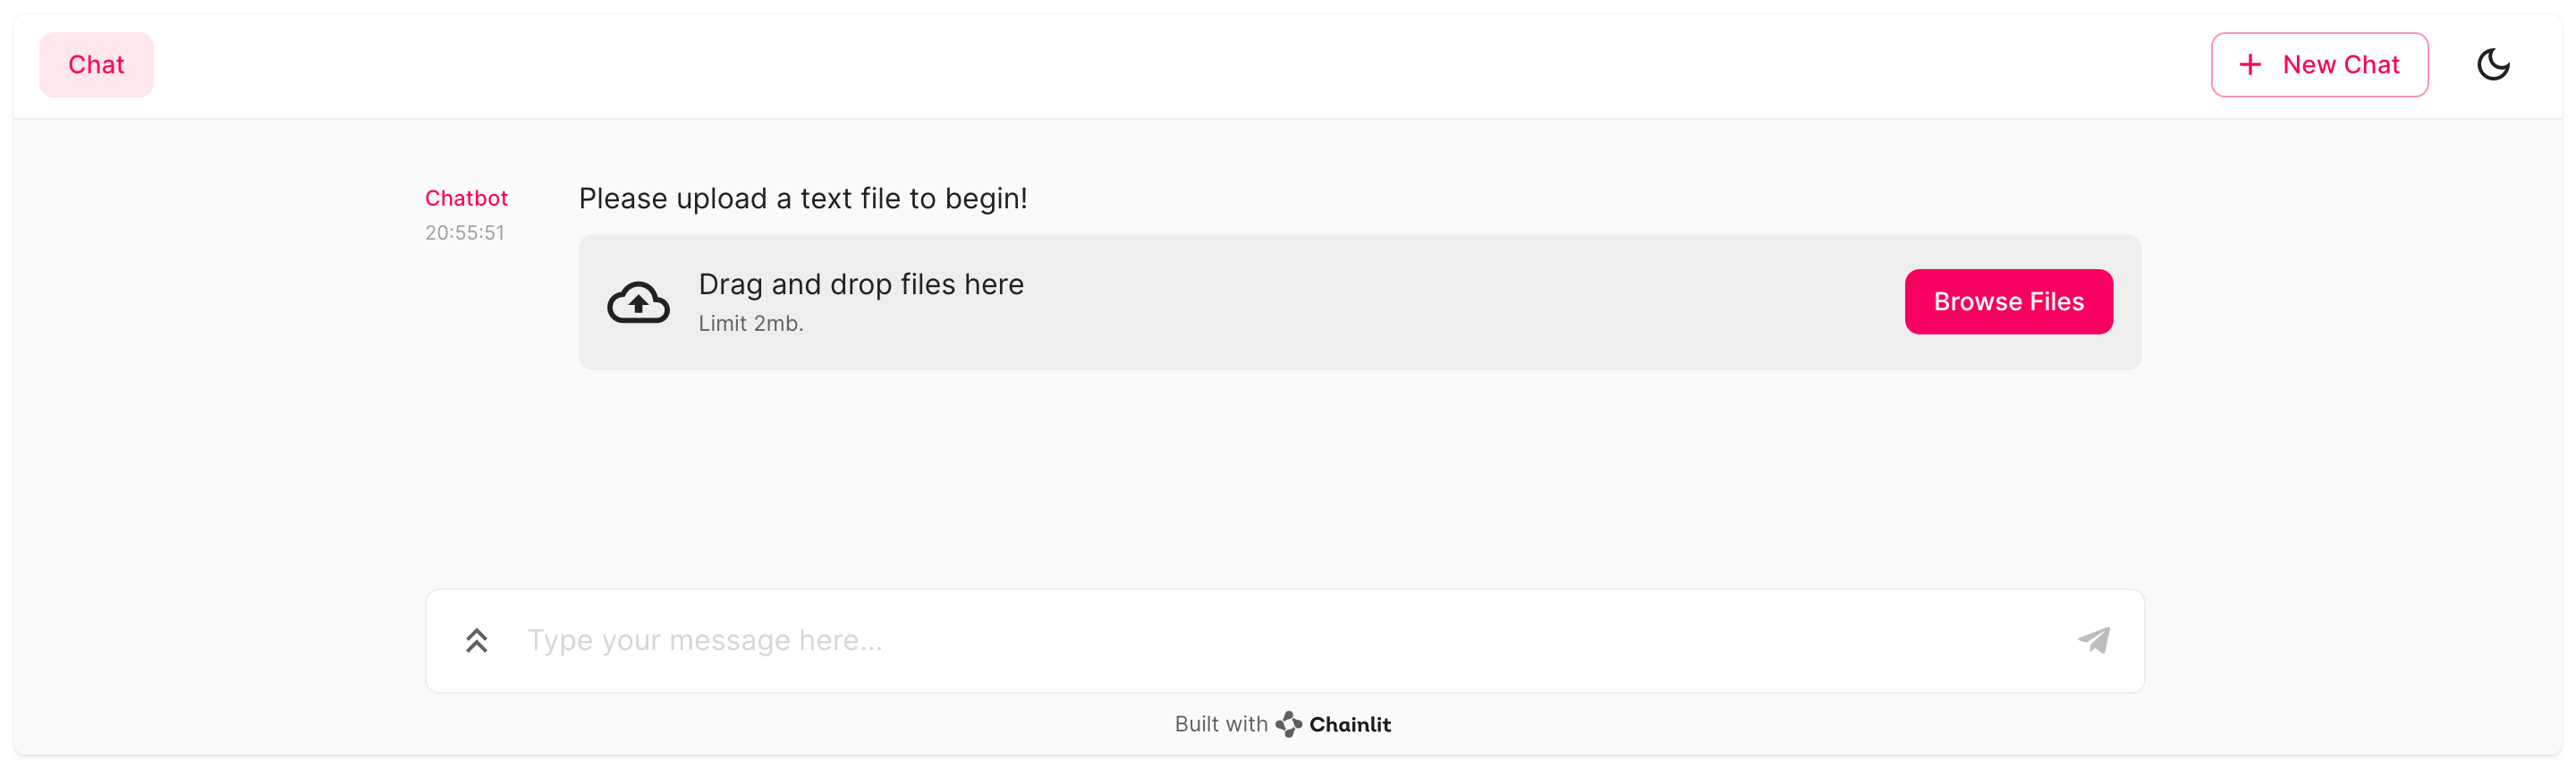 Chat
New Chat
Chatbot
20:55:51
Please upload a text file to begin!
Drag and drop files here
Limit 2mb.
Browse Files
Type your message here...
Built with Chainlit